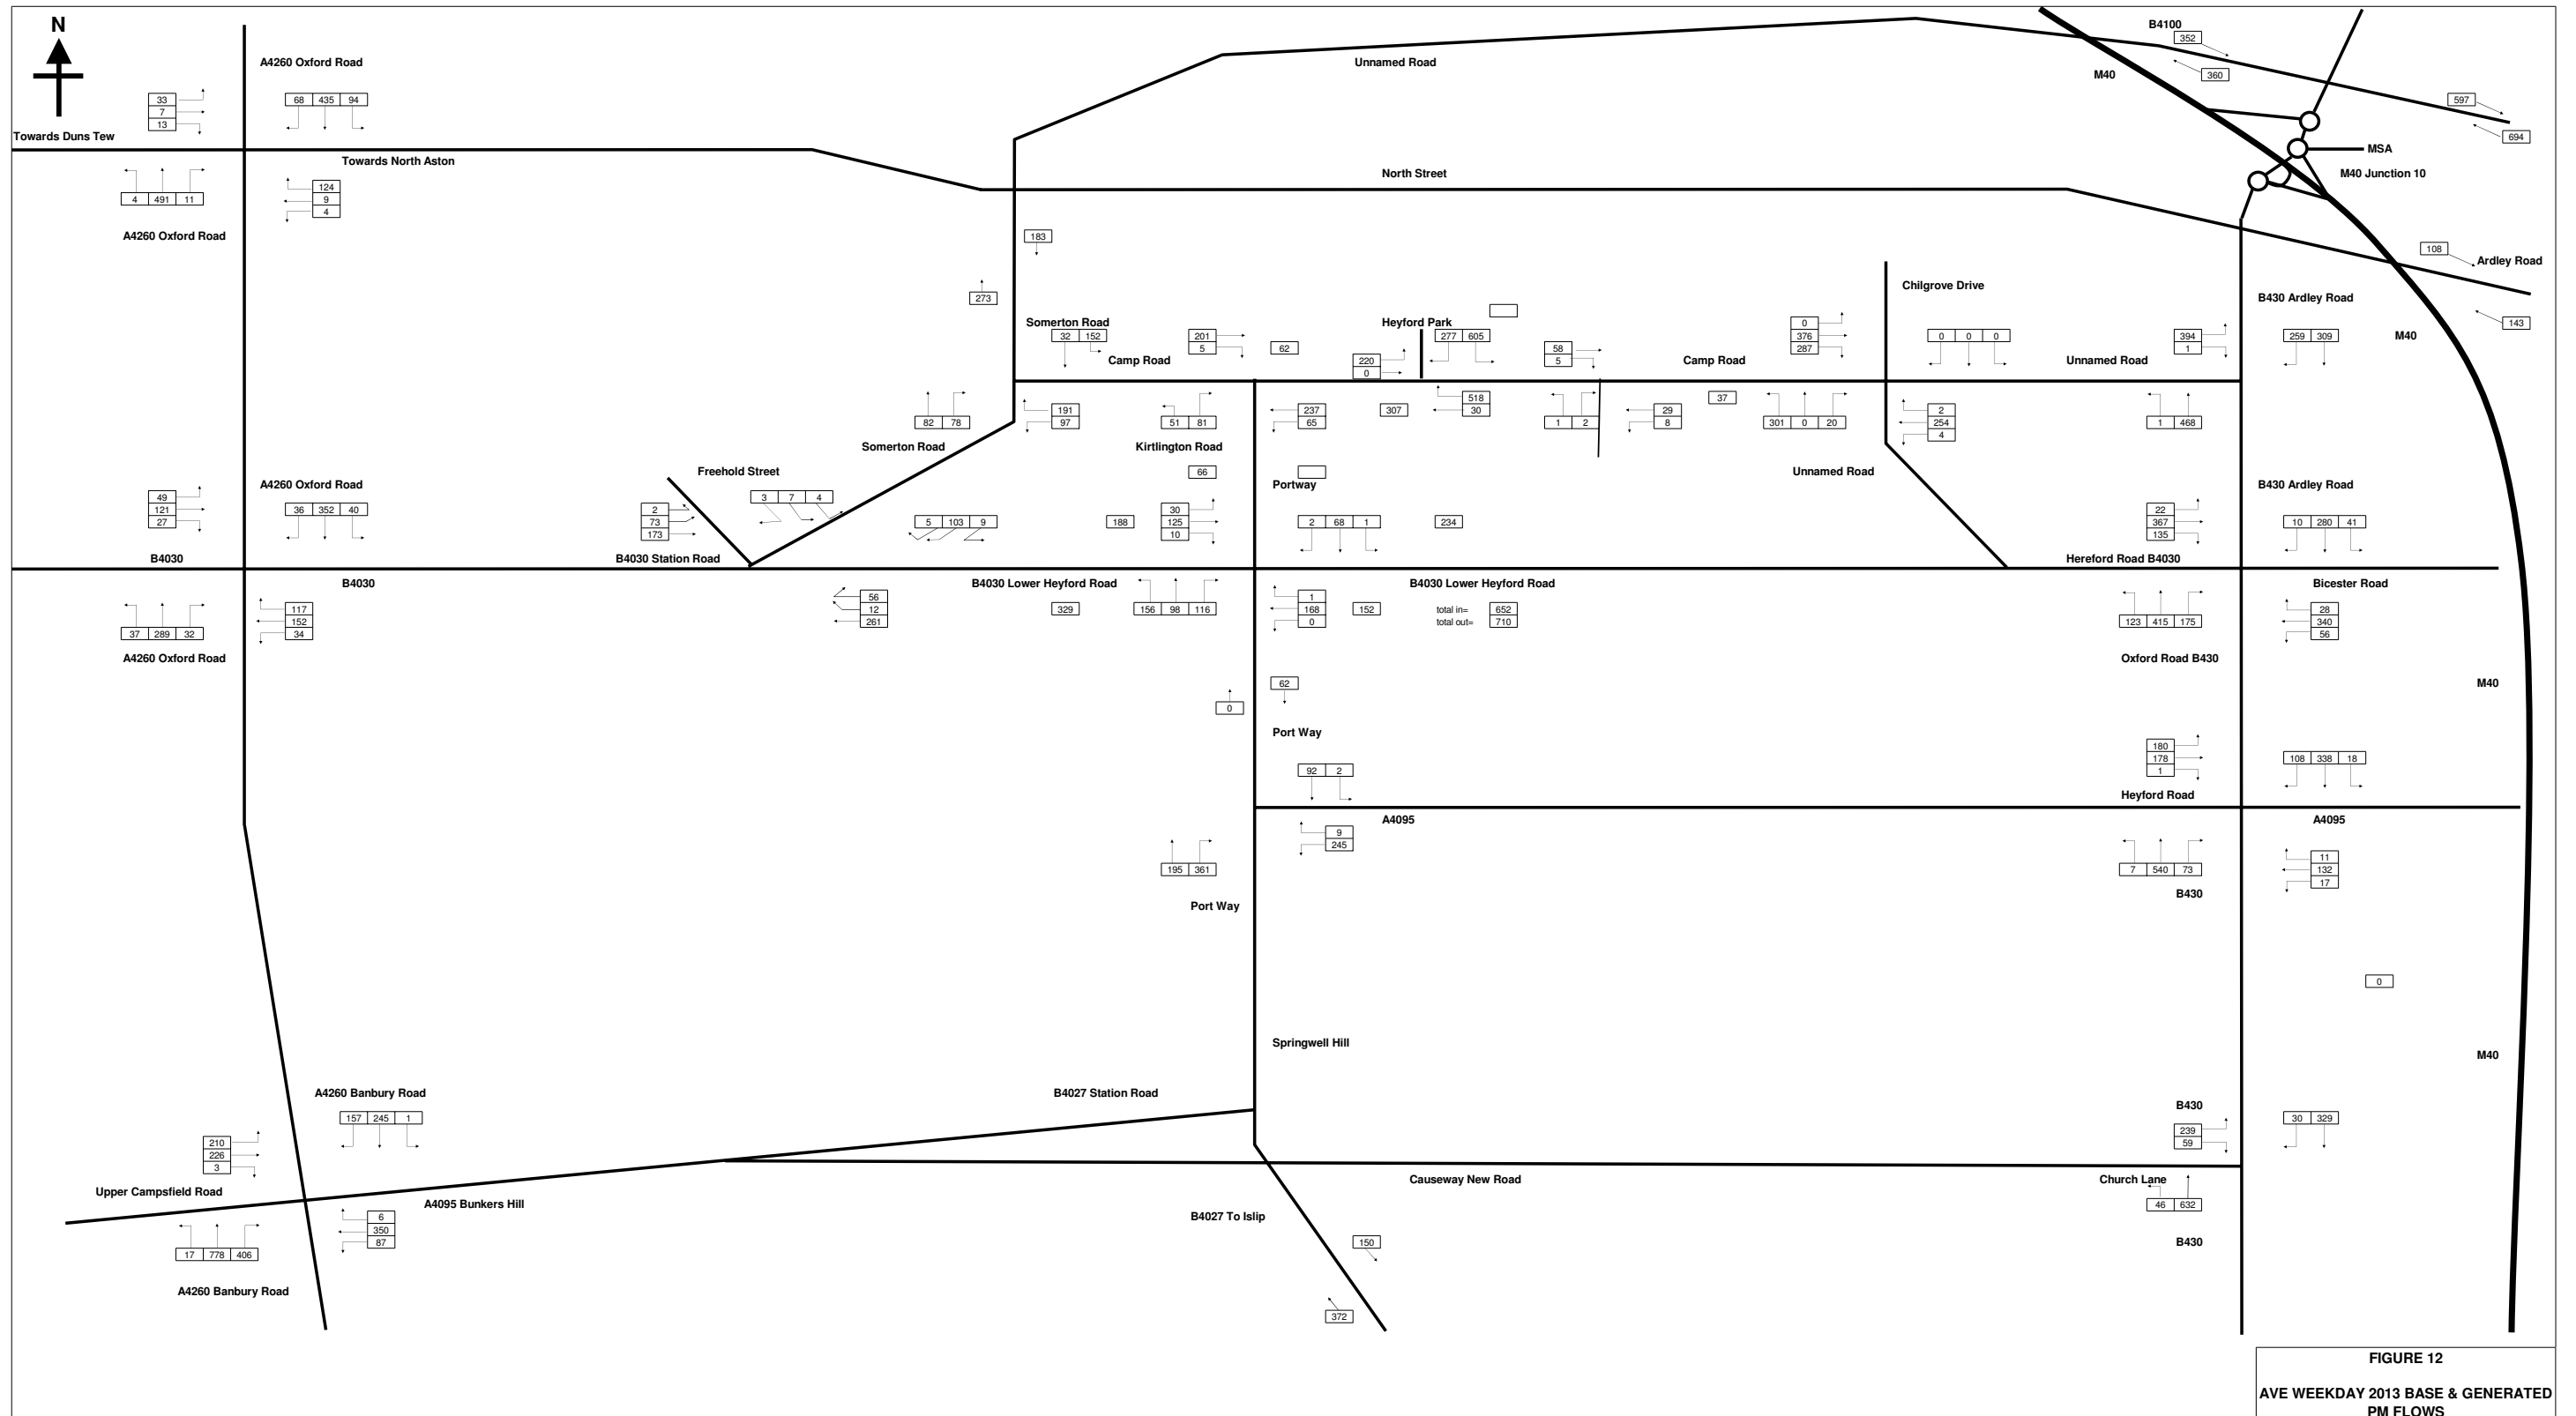 N
B4100
352
A4260 Oxford Road
Unnamed Road
M40
360
33
7
13
68 435 94
597
Towards Duns Tew
694
Towards North Aston
MSA
North Street
M40 Junction 10
4 491 11
124
9
4
A4260 Oxford Road
183
108
Ardley Road
Chilgrove Drive
273
B430 Ardley Road
Somerton Road
Heyford Park
143
32 152
201
5
62
277 605
220
0
58
5
0
376
287
0 0 0
394
1
259 309
M40
Camp Road
Camp Road
Unnamed Road
82 78
191
97
51 81
237
65
307
518
30
1 2
29
8
37
301 0 20
2
254
4
1 468
Somerton Road
Kirtlington Road
Freehold Street
66
Unnamed Road
A4260 Oxford Road
Portway
B430 Ardley Road
49
121
27
36 352 40
2
73
173
3 7 4
5 103 9
188
30
125
10
2 68 1
234
22
367
135
10 280 41
B4030
B4030 Station Road
Hereford Road B4030
B4030
B4030 Lower Heyford Road
B4030 Lower Heyford Road
Bicester Road
37 289 32
117
152
34
56
12
261
329
156 98 116
1
168
0
152
total in= 652
total out= 710
123 415 175
28
340
56
A4260 Oxford Road
Oxford Road B430
62
M40
0
Port Way
180
178
1
108 338 18
92 2
Heyford Road
A4095
A4095
9
245
195 361
7 540 73
11
132
17
B430
Port Way
0
Springwell Hill
M40
A4260 Banbury Road
B4027 Station Road
B430
157 245 1
30 329
210
226
3
239
59
Causeway New Road
Church Lane
Upper Campsfield Road
A4095 Bunkers Hill
46 632
6
350
87
B4027 To Islip
17 778 406
150
B430
A4260 Banbury Road
372
FIGURE 12
AVE WEEKDAY 2013 BASE & GENERATED
PM FLOWS